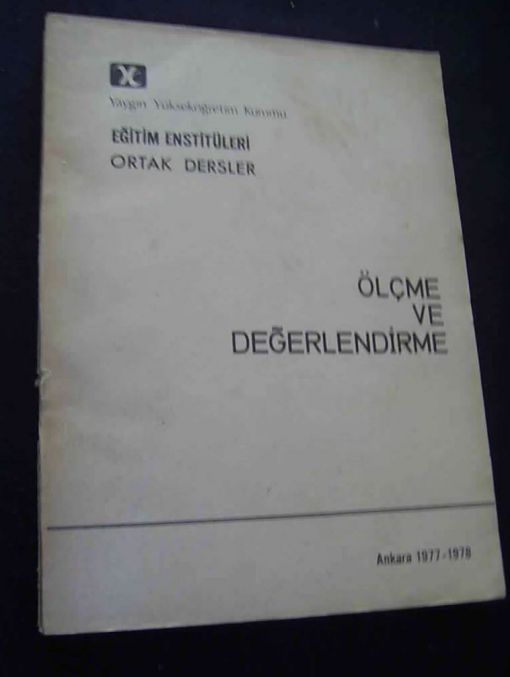 Yaygın Yükseköğretim Kurumu
EĞİTİM ENSTİTÜLERİ
ORTAK DERSLER
ÖLÇME
VE
DEĞERLENDİRME
Ankara 1977-1978